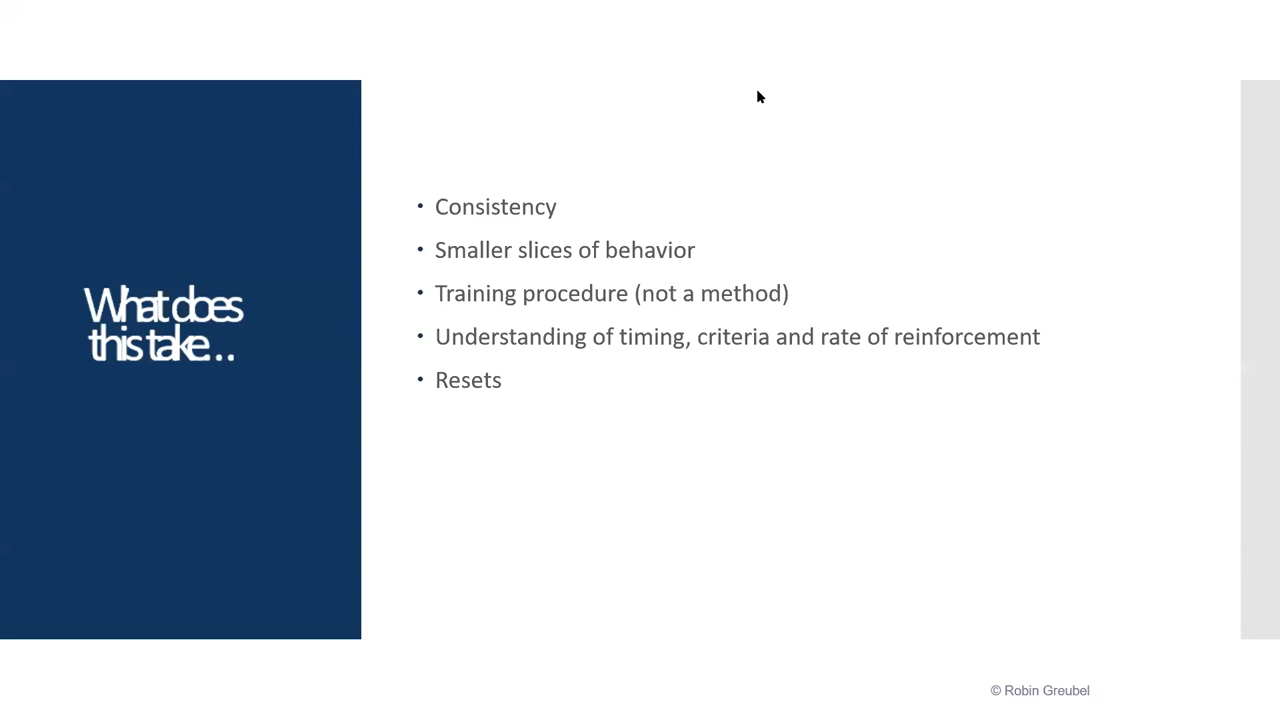 What does
this take...
• Consistency
• Smaller slices of behavior
• Training procedure (not a method)
• Understanding of timing, criteria and rate of reinforcement
• Resets
© Robin Greubel